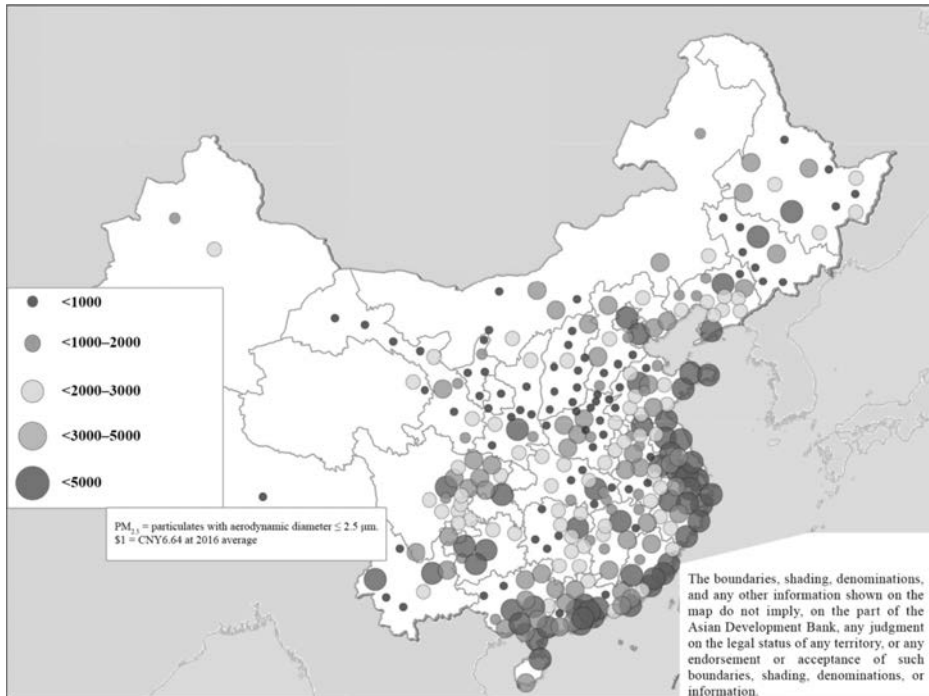 <1000
<1000–2000
<2000–3000
<3000–5000
<5000
PM2.5 = particulates with aerodynamic diameter ≤ 2.5 μm.
$1 = CNY6.64 at 2016 average
The boundaries, shading, denominations,
and any other information shown on the
map do not imply, on the part of the
Asian Development Bank, any judgment
on the legal status of any territory, or any
endorsement or acceptance of such
boundaries, shading, denominations, or
information.